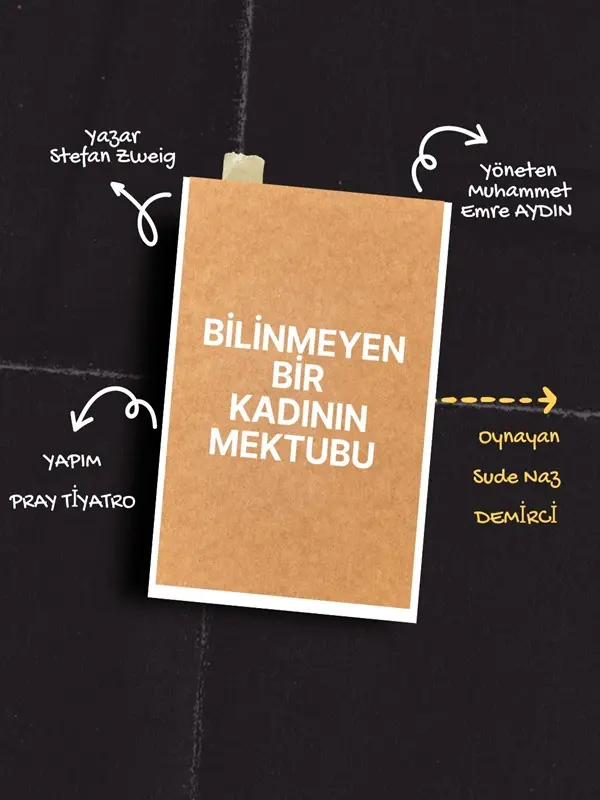 Yazar
Stefan Zweig
Yöneten
Muhammet
Emre AYDIN
BİLİNMEYEN
BİR
KADININ
MEKTUBU
YAPIM
PRAY TİYATRO
Oynayan
Sude Naz
DEMİRCİ